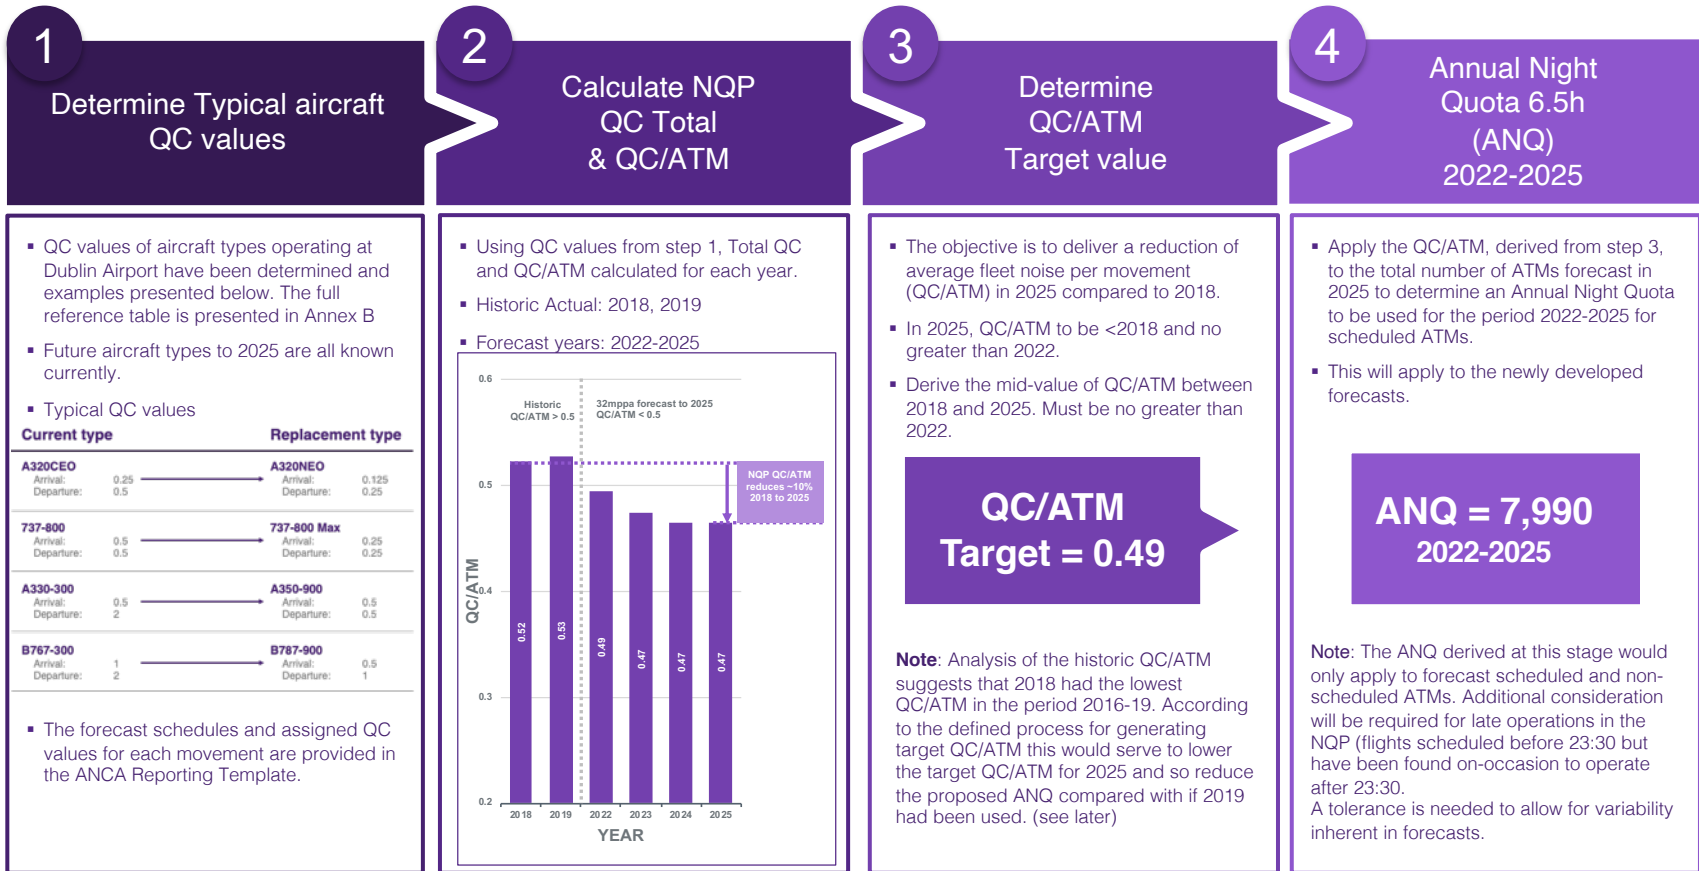 1
Determine Typical aircraft
QC values
▪ QC values of aircraft types operating at
Dublin Airport have been determined and
examples presented below. The full
reference table is presented in Annex B
▪ Future aircraft types to 2025 are all known
currently.
▪ Typical QC values
Current type Replacement type
A320CEO A320NEO
Arrival: 0.25 Arrival: 0.125
Departure: 0.5 Departure: 0.25
737-800 737-800 Max
Arrival: 0.5 Arrival: 0.25
Departure: 0.5 Departure: 0.25
A330-300 A350-900
Arrival: 0.5 Arrival: 0.5
Departure: 2 Departure: 0.5
B767-300 B787-900
Arrival: 1 Arrival: 0.5
Departure: 2 Departure: 1
▪ The forecast schedules and assigned QC
values for each movement are provided in
the ANCA Reporting Template.
2
Calculate NQP
QC Total
& QC/ATM
▪ Using QC values from step 1, Total QC
and QC/ATM calculated for each year.
▪ Historic Actual: 2018, 2019
▪ Forecast years: 2022-2025
0.6
Historic
QC/ATM > 0.5
32mppa forecast to 2025
QC/ATM < 0.5
NQP QC/ATM
reduces ~10%
2018 to 2025
0.5
QC/ATM
0.4
0.52
0.53
0.49
0.47
0.47
0.47
0.3
0.2
2018 2019 2022 2023 2024 2025
YEAR
3
Determine
QC/ATM
Target value
▪ The objective is to deliver a reduction of
average fleet noise per movement
(QC/ATM) in 2025 compared to 2018.
▪ In 2025, QC/ATM to be <2018 and no
greater than 2022.
▪ Derive the mid-value of QC/ATM between
2018 and 2025. Must be no greater than
2022.
QC/ATM
Target = 0.49
Note: Analysis of the historic QC/ATM
suggests that 2018 had the lowest
QC/ATM in the period 2016-19. According
to the defined process for generating
target QC/ATM this would serve to lower
the target QC/ATM for 2025 and so reduce
the proposed ANQ compared with if 2019
had been used. (see later)
4
Annual Night
Quota 6.5h
(ANQ)
2022-2025
▪ Apply the QC/ATM, derived from step 3,
to the total number of ATMs forecast in
2025 to determine an Annual Night Quota
to be used for the period 2022-2025 for
scheduled ATMs.
▪ This will apply to the newly developed
forecasts.
ANQ = 7,990
2022-2025
Note: The ANQ derived at this stage would
only apply to forecast scheduled and non-
scheduled ATMs. Additional consideration
will be required for late operations in the
NQP (flights scheduled before 23:30 but
have been found on-occasion to operate
after 23:30.
A tolerance is needed to allow for variability
inherent in forecasts.